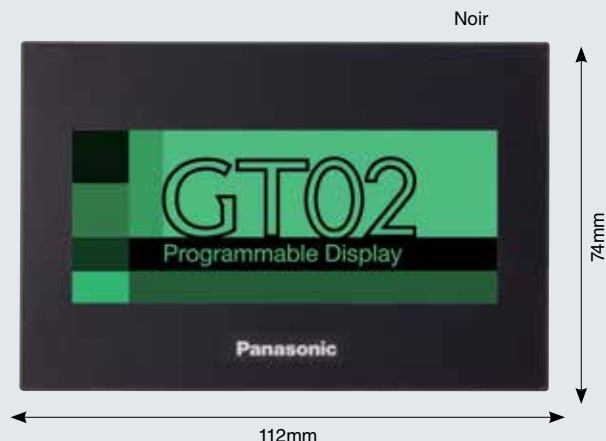 Noir
GT02
Programmable Display
Panasonic
74mm
112mm